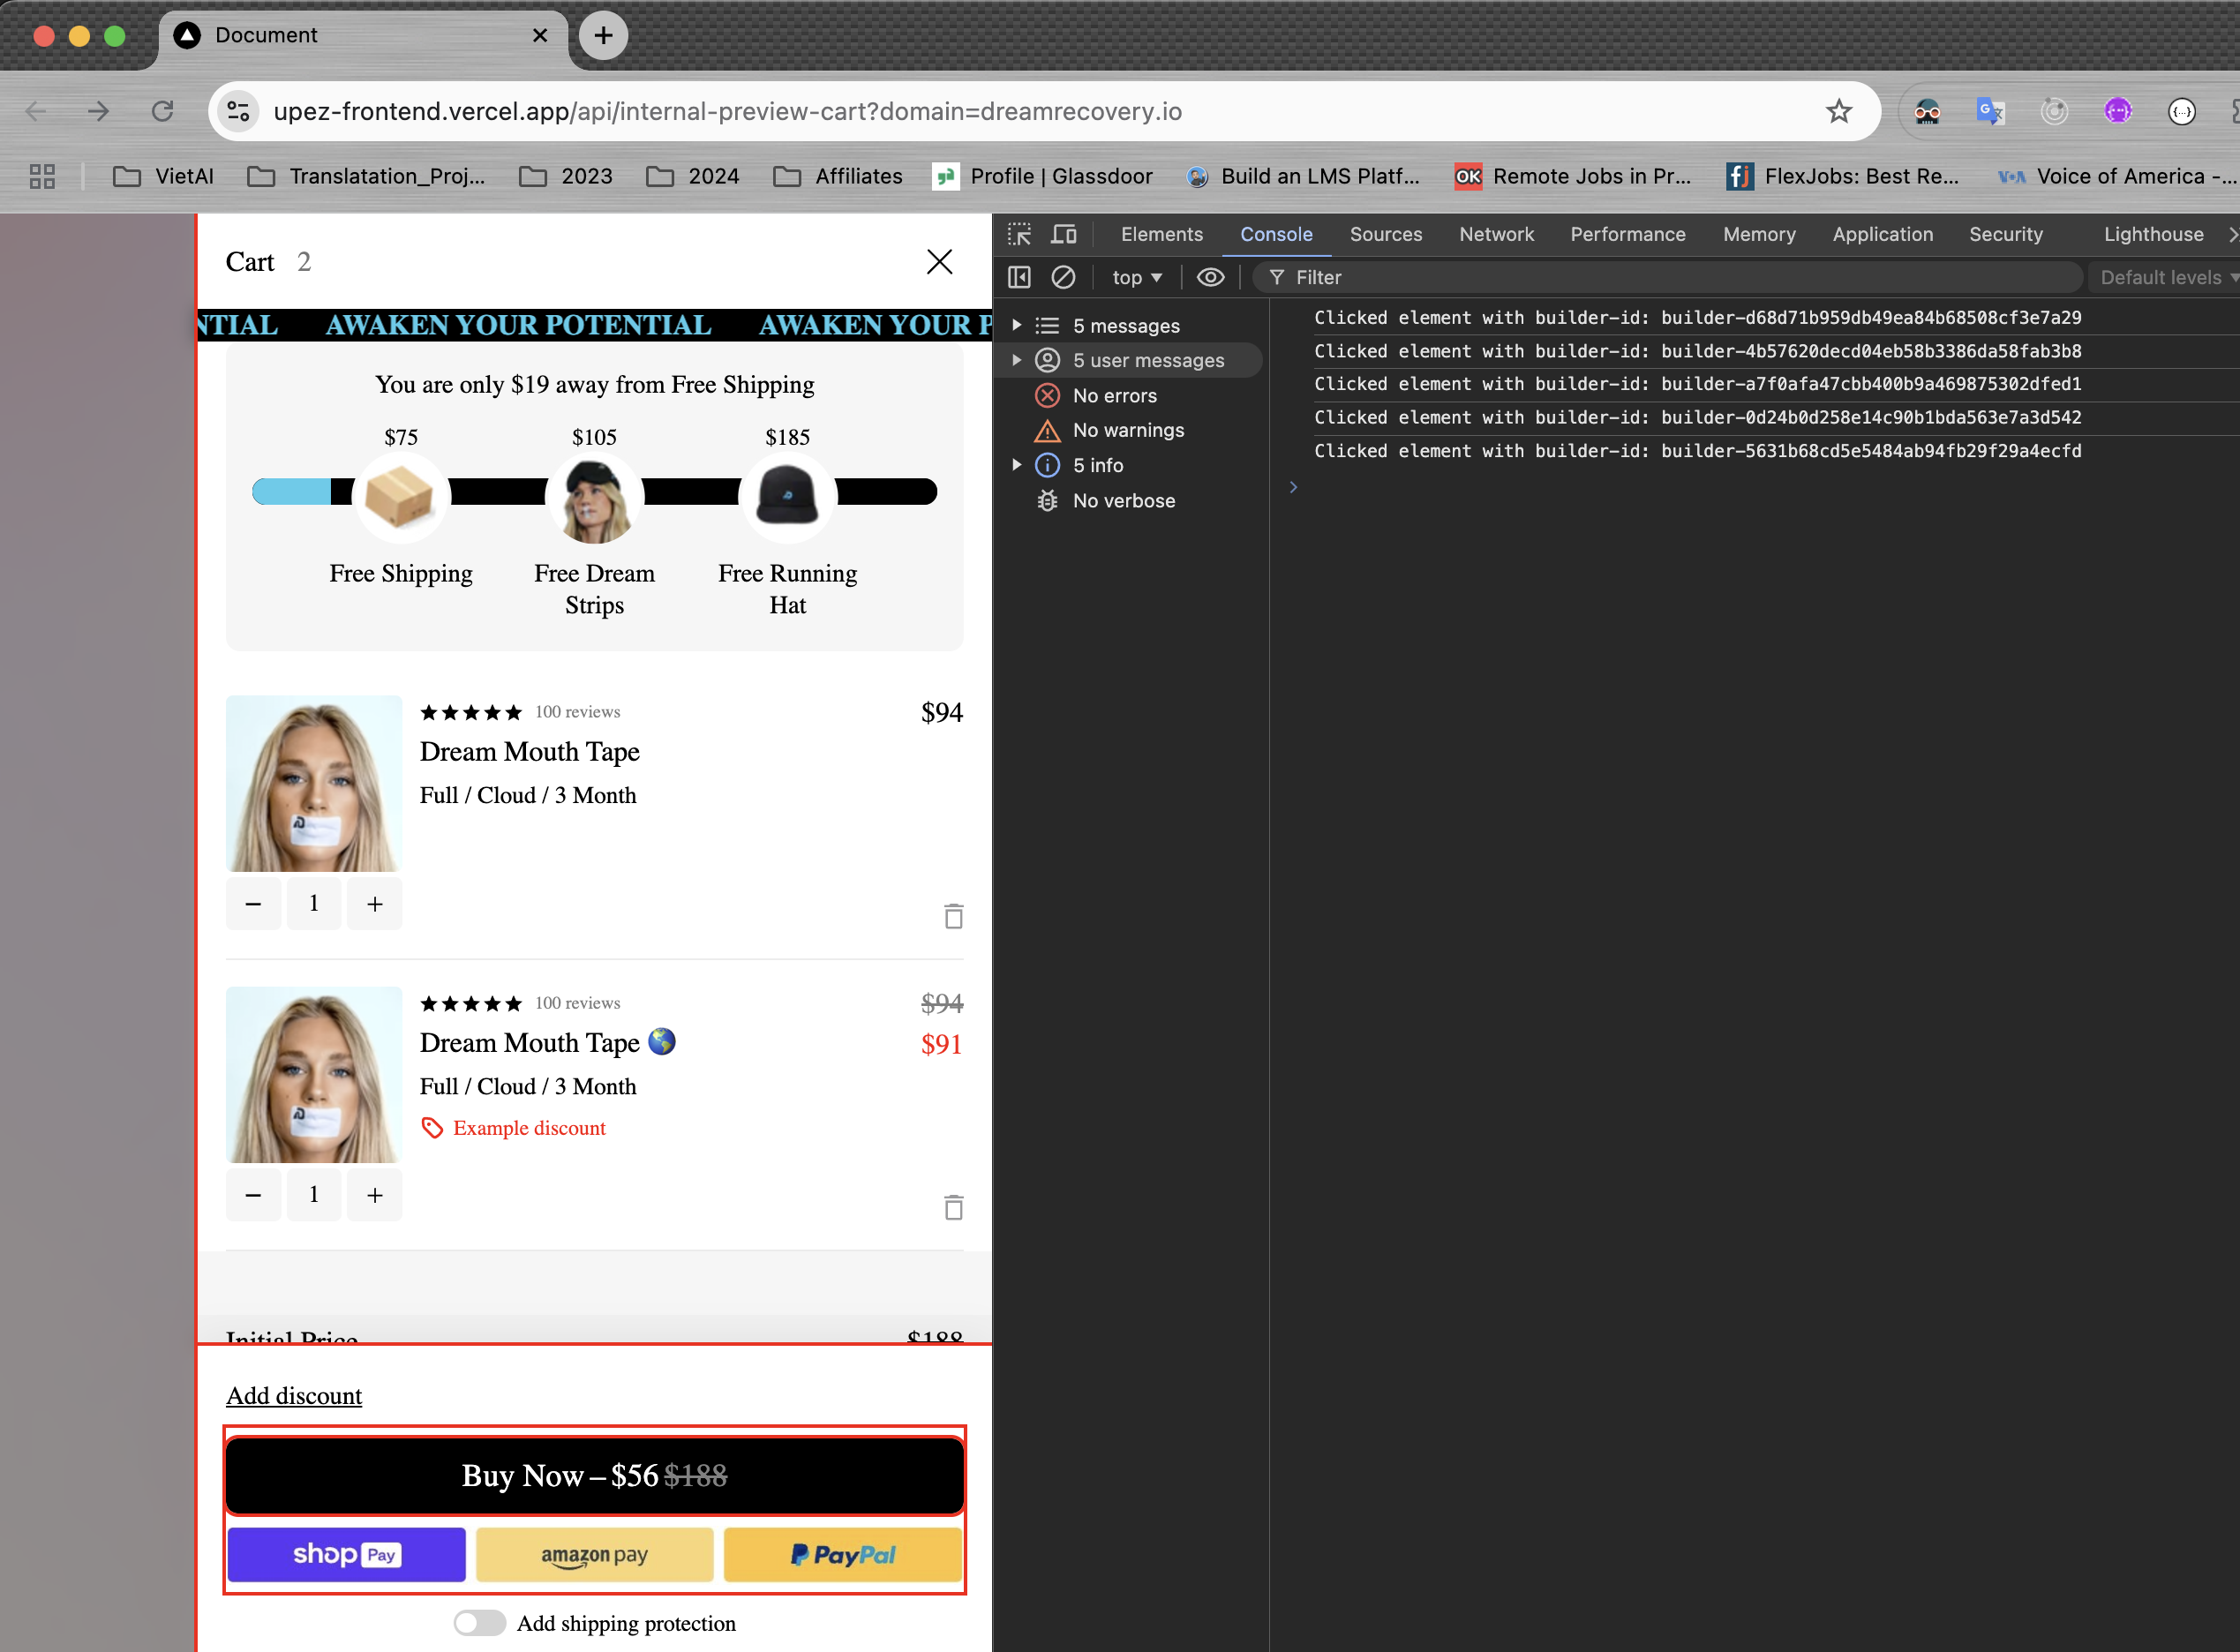 Document
upez-frontend.vercel.app/api/internal-preview-cart?domain=dreamrecovery.io
VietAI
Translatation_Proj...
2023
2024
Affiliates
Profile | Glassdoor
Build an LMS Platf...
OK Remote Jobs in Pr...
fj FlexJobs: Best Re...
VOA Voice of America -...
Cart 2
NTIAL AWAKEN YOUR POTENTIAL AWAKEN YOUR P
You are only $19 away from Free Shipping
$75 $105 $185
Free Shipping
Free Dream
Strips
Free Running
Hat
100 reviews
$94
Dream Mouth Tape
Full / Cloud / 3 Month
1
100 reviews
$94
Dream Mouth Tape
$91
Full / Cloud / 3 Month
Example discount
1
Initial Price $188
Add discount
Buy Now – $56 $188
shop Pay
amazon pay
PayPal
Add shipping protection
Elements Console Sources Network Performance Memory Application Security Lighthouse
top Filter Default levels
5 messages
5 user messages
No errors
No warnings
5 info
No verbose
Clicked element with builder-id: builder-d68d71b959db49ea84b68508cf3e7a29
Clicked element with builder-id: builder-4b57620decd04eb58b3386da58fab3b8
Clicked element with builder-id: builder-a7f0afa47cbb400b9a469875302dfed1
Clicked element with builder-id: builder-0d24b0d258e14c90b1bda563e7a3d542
Clicked element with builder-id: builder-5631b68cd5e5484ab94fb29f29a4ecfd